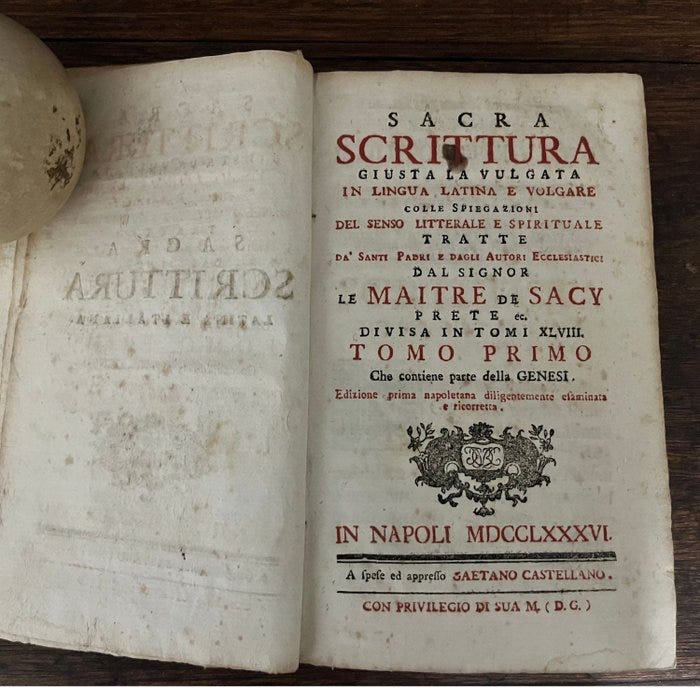 SACRA
SCRITTURA
GIUSTA LA VULGATA
IN LINGUA LATINA E VOLGARE
COLLE SPIEGAZIONI
DEL SENSO LITTERALE E SPIRITUALE
TRATTE
DA' SANTI PADRI E DAGLI AUTORI ECCLESIASTICI
DAL SIGNOR
LE MAITRE DE SACY
PRETE ec.
DIVISA IN TOMI XLVIII.
TOMO PRIMO
Che contiene parte della GENESI.
Edizione prima napoletana diligentemente eſaminata
e ricorretta.
IN NAPOLI MDCCLXXXVI.
A ſpeſe ed appreſſo GAETANO CASTELLANO.
CON PRIVILEGIO DI SUA M. (D. G.)